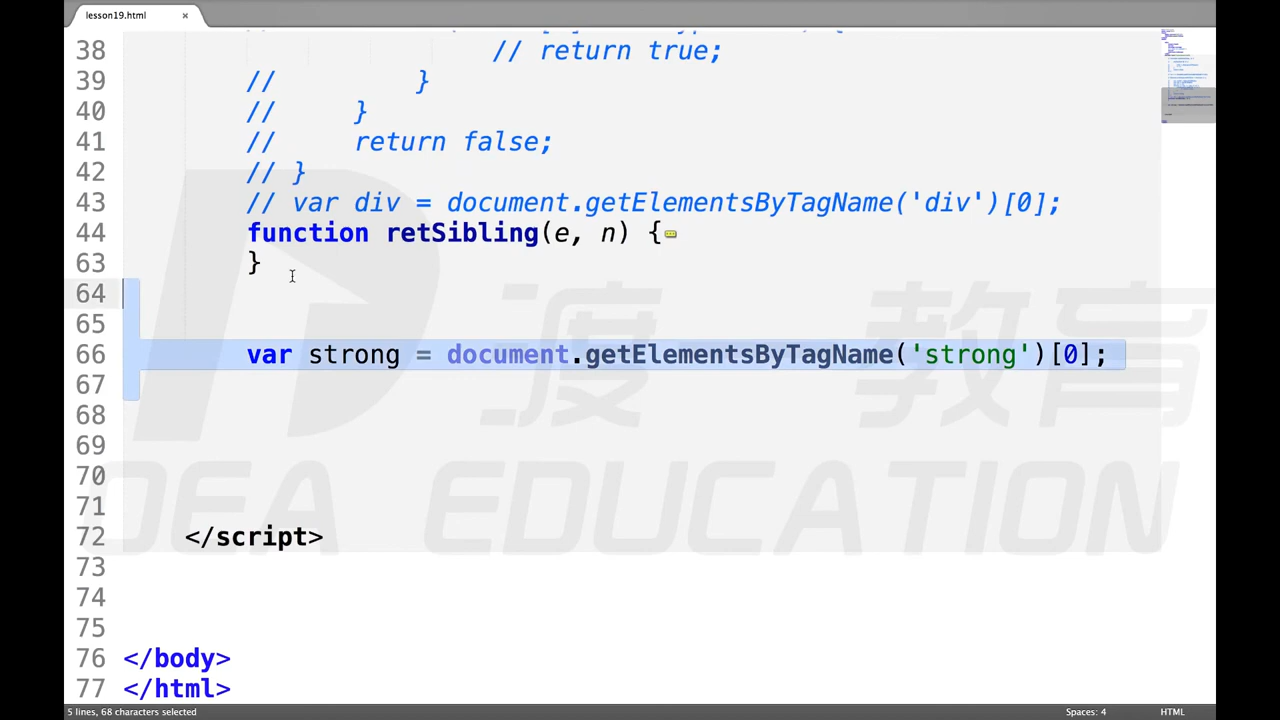 lesson19.html ×
38 // return true;
39 // }
40 // }
41 // return false;
42 // }
43 // var div = document.getElementsByTagName('div')[0];
44 function retSibling(e, n) {
63 }
64
65
66 var strong = document.getElementsByTagName('strong')[0];
67
68
69
70
71
72 </script>
73
74
75
76 </body>
77 </html>
渡 教育
DEA EDUCATION
5 lines, 68 characters selected Spaces: 4 HTML